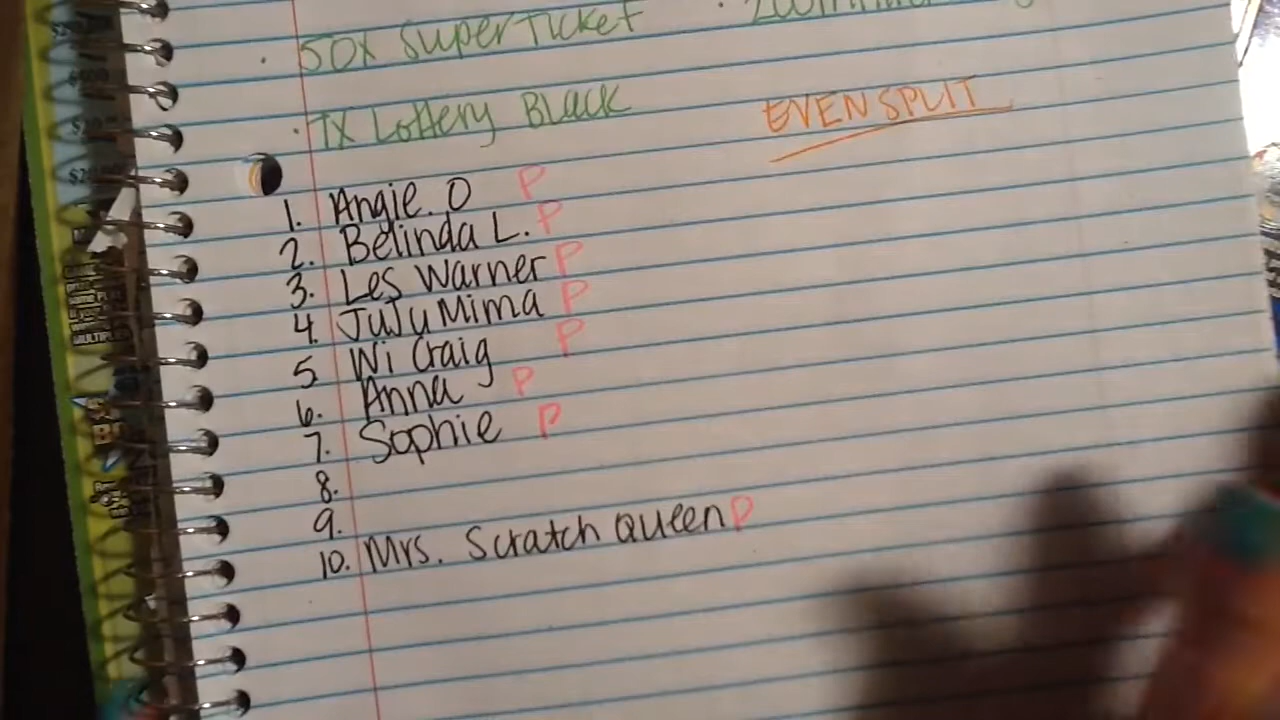 · 50X Super Ticket
· TX Lottery Black
EVEN SPLIT
1. Angie. O P
2. Belinda L. P
3. Les Warner P
4. JuJu Mima P
5. Wi Craig P
6. Anna P
7. Sophie P
8.
9.
10. Mrs. Scratch Queen P